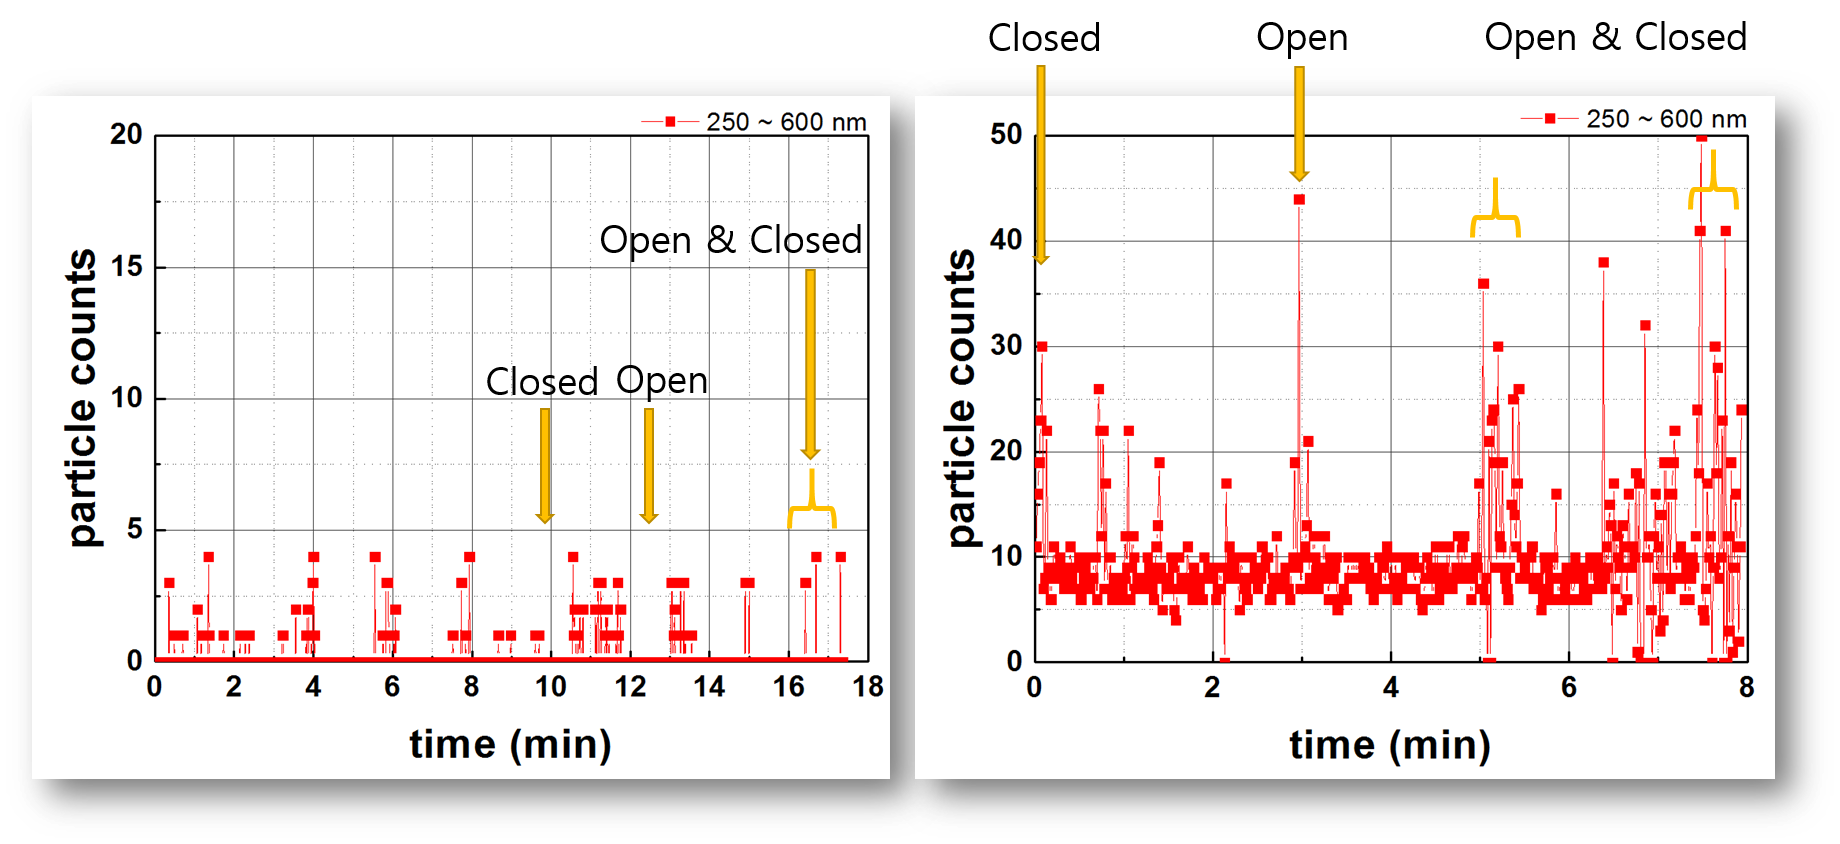 250 ~ 600 nm
20
15
10
5
0
particle counts
Open & Closed
Closed
Open
0 2 4 6 8 10 12 14 16 18
time (min)
Closed
Open
Open & Closed
250 ~ 600 nm
50
40
30
20
10
0
particle counts
0 2 4 6 8
time (min)